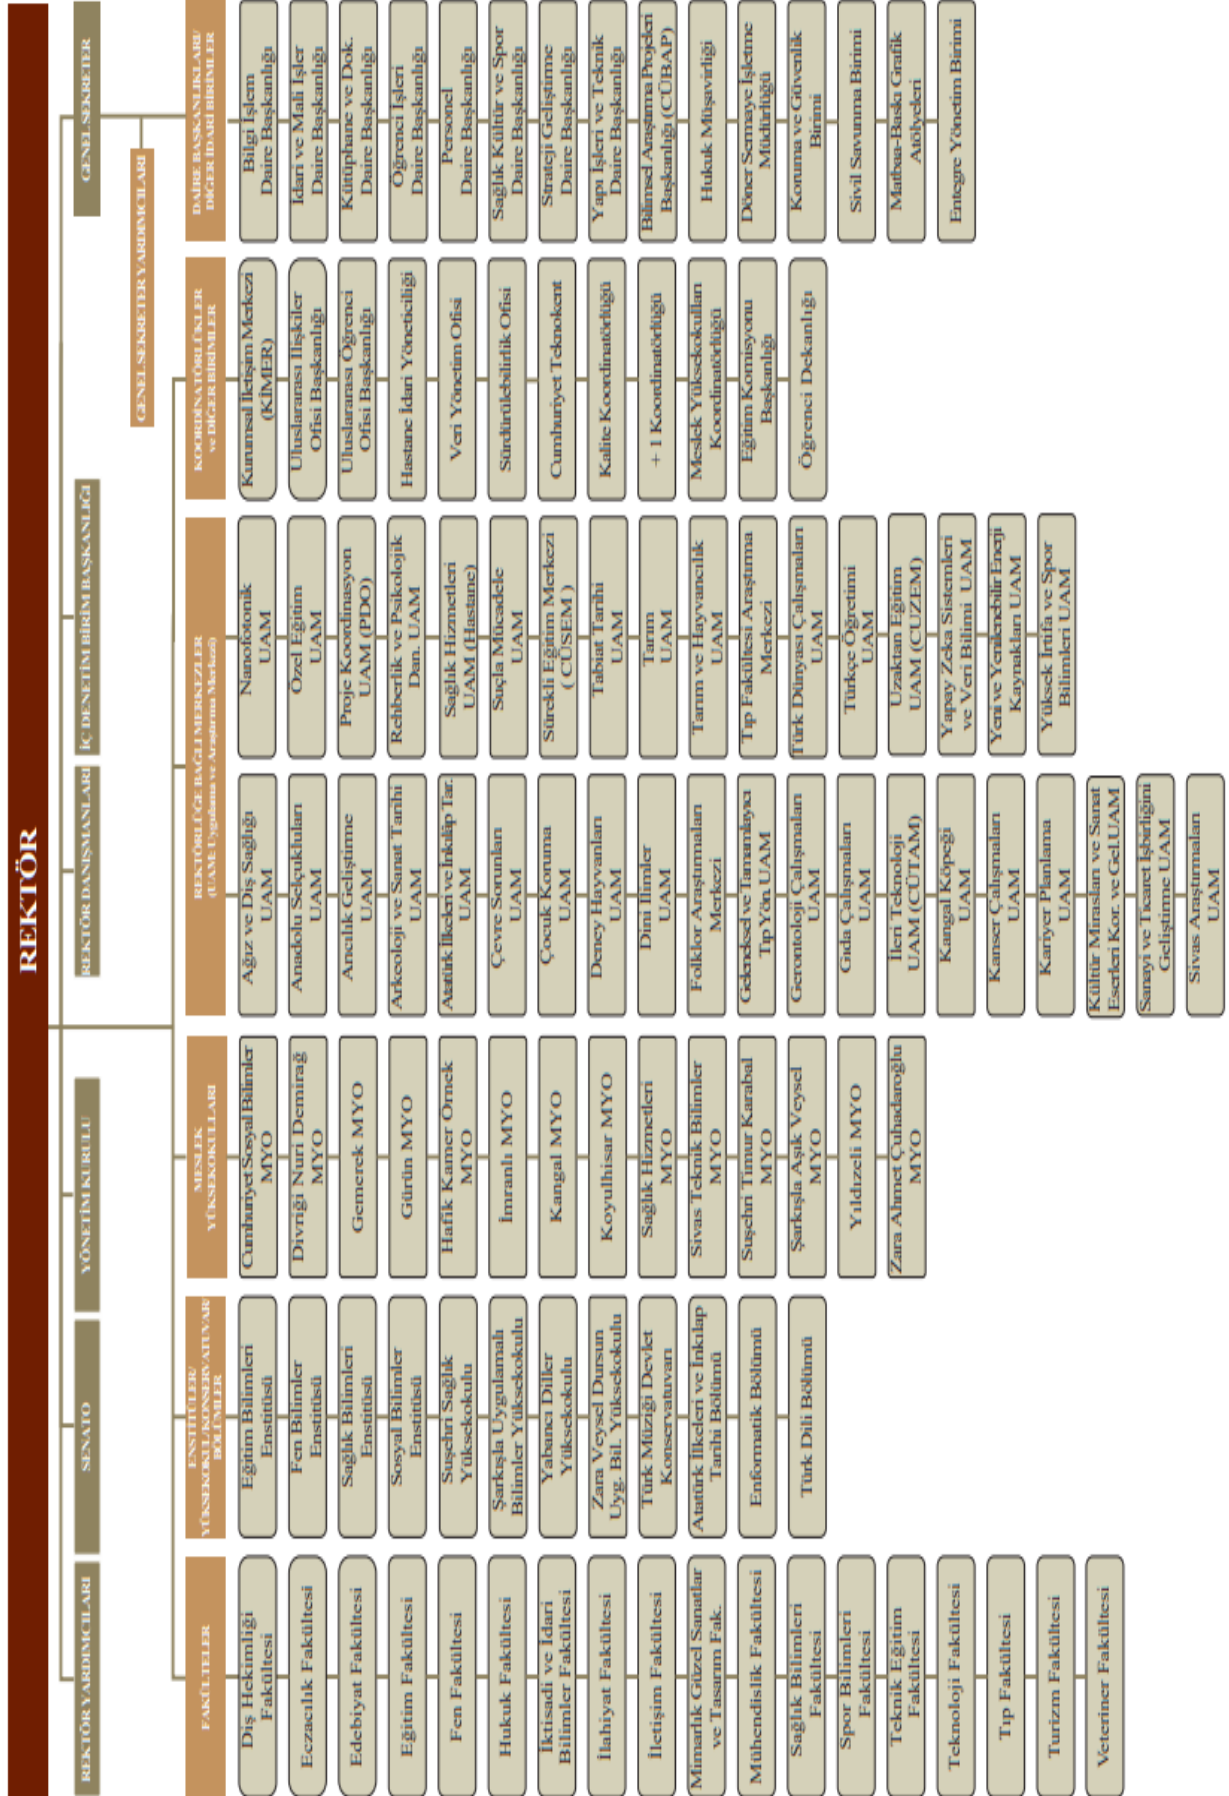 REKTÖR
REKTÖR YARDIMCILARI
SENATO
YÖNETİM KURULU
REKTÖR DANIŞMANLARI
İÇ DENETİM BİRİM BAŞKANLIĞI
GENEL SEKRETER
GENEL SEKRETER YARDIMCILARI
FAKÜLTELER
Diş Hekimliği
Fakültesi
Eczacılık Fakültesi
Edebiyat Fakültesi
Eğitim Fakültesi
Fen Fakültesi
Hukuk Fakültesi
İktisadi ve İdari
Bilimler Fakültesi
İlahiyat Fakültesi
İletişim Fakültesi
Mimarlık Güzel Sanatlar
ve Tasarım Fak.
Mühendislik Fakültesi
Sağlık Bilimleri
Fakültesi
Spor Bilimleri
Fakültesi
Teknik Eğitim
Fakültesi
Teknoloji Fakültesi
Tıp Fakültesi
Turizm Fakültesi
Veteriner Fakültesi
ENSTİTÜLER/
YÜKSEKOKUL/KONSERVATUVAR/
BÖLÜMLER
Eğitim Bilimleri
Enstitüsü
Fen Bilimler
Enstitüsü
Sağlık Bilimleri
Enstitüsü
Sosyal Bilimler
Enstitüsü
Suşehri Sağlık
Yüksekokulu
Şarkışla Uygulamalı
Bilimler Yüksekokulu
Yabancı Diller
Yüksekokulu
Zara Veysel Dursun
Uyg. Bil. Yüksekokulu
Türk Müziği Devlet
Konservatuvarı
Atatürk İlkeleri ve İnkılap
Tarihi Bölümü
Enformatik Bölümü
Türk Dili Bölümü
MESLEK
YÜKSEKOKULLARI
Cumhuriyet Sosyal Bilimler
MYO
Divriği Nuri Demirağ
MYO
Gemerek MYO
Gürün MYO
Hafik Kamer Örnek
MYO
İmranlı MYO
Kangal MYO
Koyulhisar MYO
Sağlık Hizmetleri
MYO
Sivas Teknik Bilimler
MYO
Suşehri Timur Karabal
MYO
Şarkışla Aşık Veysel
MYO
Yıldızeli MYO
Zara Ahmet Çuhadaroğlu
MYO
REKTÖRLÜĞE BAĞLI MERKEZLER
(UAM: Uygulama ve Araştırma Merkezi)
Ağız ve Diş Sağlığı
UAM
Anadolu Selçukluları
UAM
Arıcılık Geliştirme
UAM
Arkeoloji ve Sanat Tarihi
UAM
Atatürk İlkeleri ve İnkılâp Tar.
UAM
Çevre Sorunları
UAM
Çocuk Koruma
UAM
Deney Hayvanları
UAM
Dini İlimler
UAM
Folklor Araştırmaları
Merkezi
Geleneksel ve Tamamlayıcı
Tıp Yön. UAM
Gerontoloji Çalışmaları
UAM
Gıda Çalışmaları
UAM
İleri Teknoloji
UAM (CÜTAM)
Kangal Köpeği
UAM
Kanser Çalışmaları
UAM
Kariyer Planlama
UAM
Kültür Mirasları ve Sanat
Eserleri Kor. ve Gel.UAM
Sanayi ve Ticaret İşbirliğini
Geliştirme UAM
Sivas Araştırmaları
UAM
Nanofotonik
UAM
Özel Eğitim
UAM
Proje Koordinasyon
UAM (PDO)
Rehberlik ve Psikolojik
Dan. UAM
Sağlık Hizmetleri
UAM (Hastane)
Suçla Mücadele
UAM
Sürekli Eğitim Merkezi
( CÜSEM )
Tabiat Tarihi
UAM
Tarım
UAM
Tarım ve Hayvancılık
UAM
Tıp Fakültesi Araştırma
Merkezi
Türk Dünyası Çalışmaları
UAM
Türkçe Öğretimi
UAM
Uzaktan Eğitim
UAM (CUZEM)
Yapay Zeka Sistemleri
ve Veri Bilimi UAM
Yeni ve Yenilenebilir Enerji
Kaynakları UAM
Yüksek İrtifa ve Spor
Bilimleri UAM
KOORDİNATÖRLÜKLER
ve DİĞER BİRİMLER
Kurumsal İletişim Merkezi
(KİMER)
Uluslararası İlişkiler
Ofisi Başkanlığı
Uluslararası Öğrenci
Ofisi Başkanlığı
Hastane İdari Yöneticiliği
Veri Yönetim Ofisi
Sürdürülebilirlik Ofisi
Cumhuriyet Teknokent
Kalite Koordinatörlüğü
+ 1 Koordinatörlüğü
Meslek Yüksekokulları
Koordinatörlüğü
Eğitim Komisyonu
Başkanlığı
Öğrenci Dekanlığı
DAİRE BAŞKANLIKLARI/
DİĞER İDARİ BİRİMLER
Bilgi İşlem
Daire Başkanlığı
İdari ve Mali İşler
Daire Başkanlığı
Kütüphane ve Dok.
Daire Başkanlığı
Öğrenci İşleri
Daire Başkanlığı
Personel
Daire Başkanlığı
Sağlık Kültür ve Spor
Daire Başkanlığı
Strateji Geliştirme
Daire Başkanlığı
Yapı İşleri ve Teknik
Daire Başkanlığı
Bilimsel Araştırma Projeleri
Başkanlığı (CÜBAP)
Hukuk Müşavirliği
Döner Sermaye İşletme
Müdürlüğü
Koruma ve Güvenlik
Birimi
Sivil Savunma Birimi
Matbaa-Baskı Grafik
Atölyeleri
Entegre Yönetim Birimi